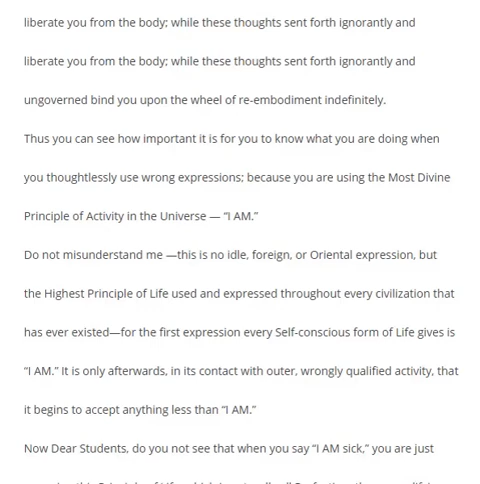 liberate you from the body; while these thoughts sent forth ignorantly and
liberate you from the body; while these thoughts sent forth ignorantly and
ungoverned bind you upon the wheel of re-embodiment indefinitely.
Thus you can see how important it is for you to know what you are doing when
you thoughtlessly use wrong expressions; because you are using the Most Divine
Principle of Activity in the Universe — “I AM.”
Do not misunderstand me —this is no idle, foreign, or Oriental expression, but
the Highest Principle of Life used and expressed throughout every civilization that
has ever existed—for the first expression every Self-conscious form of Life gives is
“I AM.” It is only afterwards, in its contact with outer, wrongly qualified activity, that
it begins to accept anything less than “I AM.”
Now Dear Students, do you not see that when you say “I AM sick,” you are just